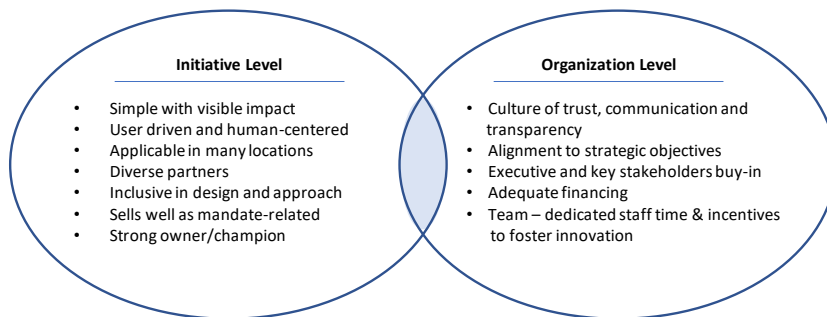 Initiative Level
• Simple with visible impact
• User driven and human-centered
• Applicable in many locations
• Diverse partners
• Inclusive in design and approach
• Sells well as mandate-related
• Strong owner/champion
Organization Level
• Culture of trust, communication and
transparency
• Alignment to strategic objectives
• Executive and key stakeholders buy-in
• Adequate financing
• Team – dedicated staff time & incentives
to foster innovation